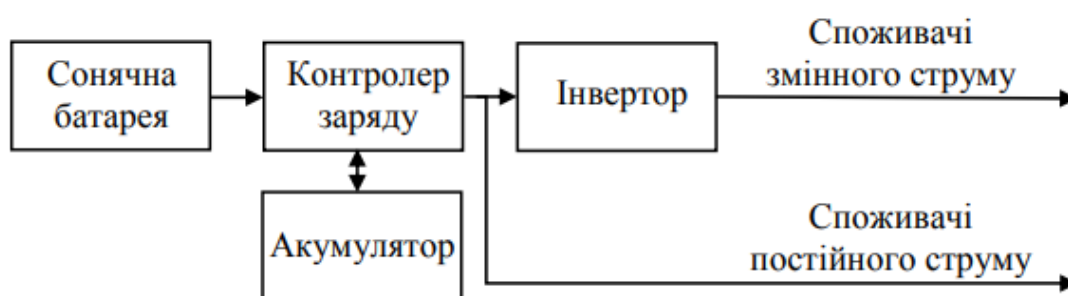 Сонячна
батарея
Контролер
заряду
Інвертор
Споживачі
змінного струму
Акумулятор
Споживачі
постійного струму